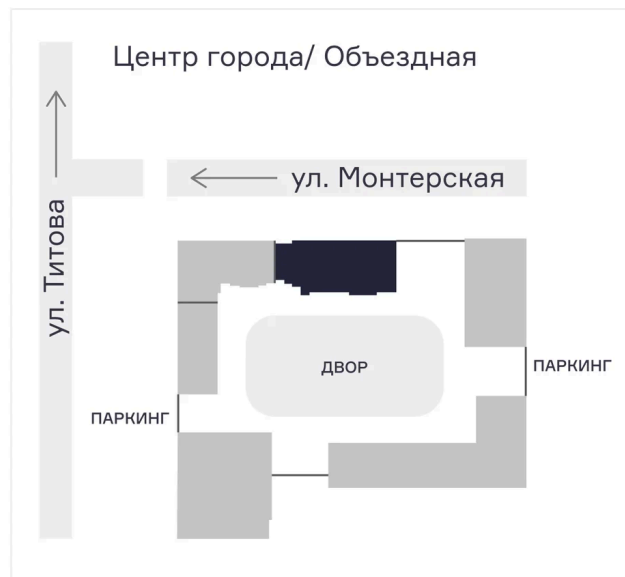 Центр города/ Объездная
ул. Монтерская
ул. Титова
ДВОР
ПАРКИНГ
ПАРКИНГ